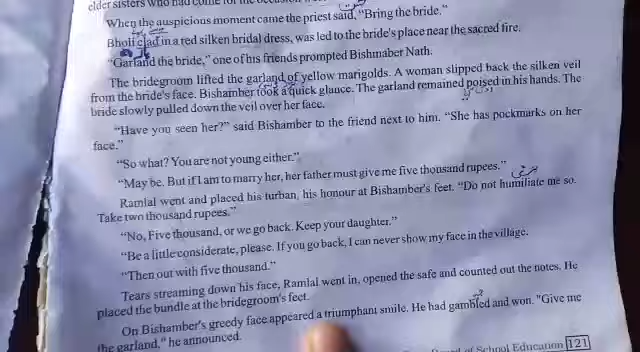 elder sisters who had come for the occasion
When the auspicious moment came the priest said, "Bring the bride."
Bholi clad in a red silken bridal dress, was led to the bride's place near the sacred fire.
"Garland the bride," one of his friends prompted Bishmaber Nath.
The bridegroom lifted the garland of yellow marigolds. A woman slipped back the silken veil
from the bride's face. Bishamber took a quick glance. The garland remained poised in his hands. The
bride slowly pulled down the veil over her face.
"Have you seen her?" said Bishamber to the friend next to him. "She has pockmarks on her
face."
"So what? You are not young either."
"May be. But if I am to marry her, her father must give me five thousand rupees."
Ramlal went and placed his turban, his honour at Bishamber's feet. "Do not humiliate me so.
Take two thousand rupees."
"No, Five thousand, or we go back. Keep your daughter."
"Be a little considerate, please. If you go back, I can never show my face in the village.
"Then out with five thousand."
Tears streaming down his face, Ramlal went in, opened the safe and counted out the notes. He
placed the bundle at the bridegroom's feet.
On Bishamber's greedy face appeared a triumphant smile. He had gambled and won. "Give me
the garland," he announced.
of School Education 121